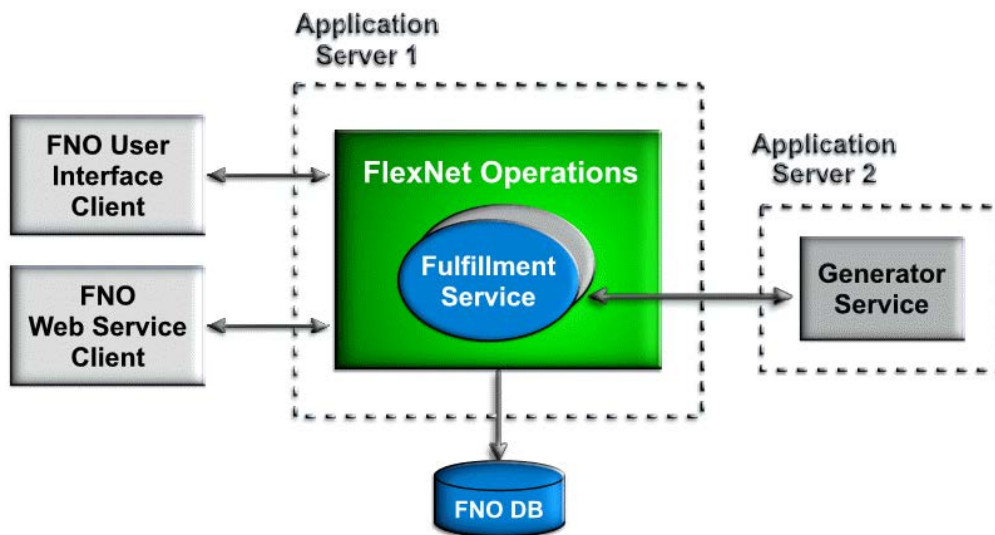 Application
Server 1
FNO User
Interface
Client
FlexNet Operations
Application
Server 2
Fulfillment
Service
Generator
Service
FNO
Web Service
Client
FNO DB